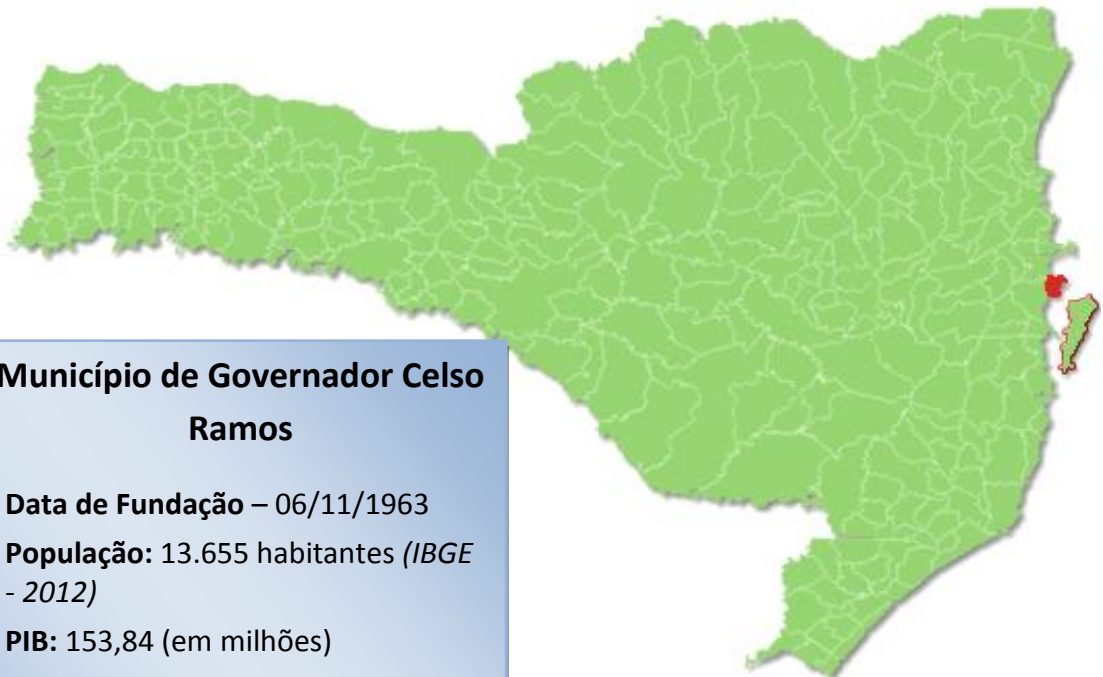 Município de Governador Celso
Ramos
Data de Fundação – 06/11/1963
População: 13.655 habitantes (IBGE
- 2012)
PIB: 153,84 (em milhões)